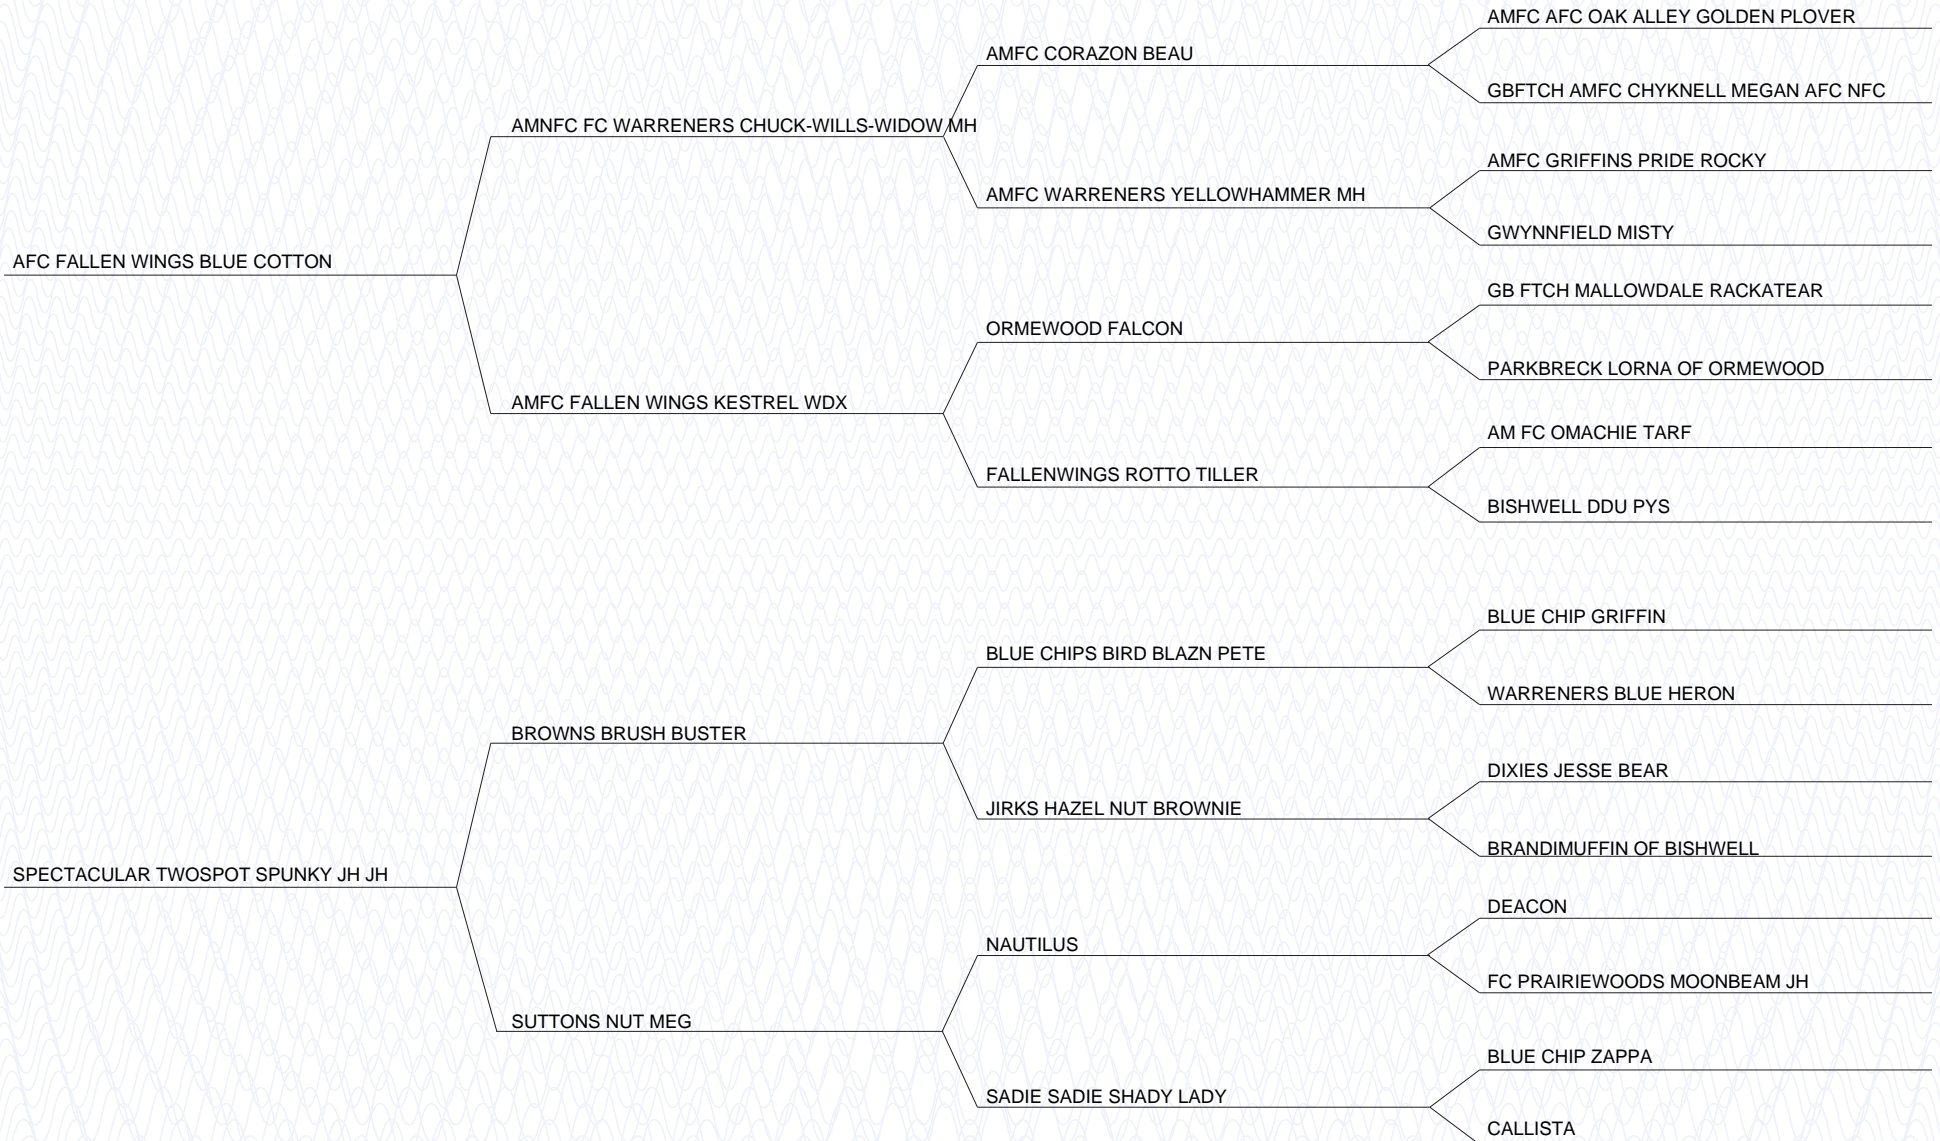 AFC FALLEN WINGS BLUE COTTON
AMNFC FC WARRENERS CHUCK-WILLS-WIDOW MH
AMFC CORAZON BEAU
AMFC AFC OAK ALLEY GOLDEN PLOVER
GBFTCH AMFC CHYKNELL MEGAN AFC NFC
AMFC WARRENERS YELLOWHAMMER MH
AMFC GRIFFINS PRIDE ROCKY
GWYNNFIELD MISTY
AMFC FALLEN WINGS KESTREL WDX
ORMEWOOD FALCON
GB FTCH MALLOWDALE RACKATEAR
PARKBRECK LORNA OF ORMEWOOD
FALLENWINGS ROTTO TILLER
AM FC OMACHIE TARF
BISHWELL DDU PYS
SPECTACULAR TWOSPOT SPUNKY JH JH
BROWNS BRUSH BUSTER
BLUE CHIPS BIRD BLAZN PETE
BLUE CHIP GRIFFIN
WARRENERS BLUE HERON
JIRKS HAZEL NUT BROWNIE
DIXIES JESSE BEAR
BRANDIMUFFIN OF BISHWELL
SUTTONS NUT MEG
NAUTILUS
DEACON
FC PRAIRIEWOODS MOONBEAM JH
SADIE SADIE SHADY LADY
BLUE CHIP ZAPPA
CALLISTA